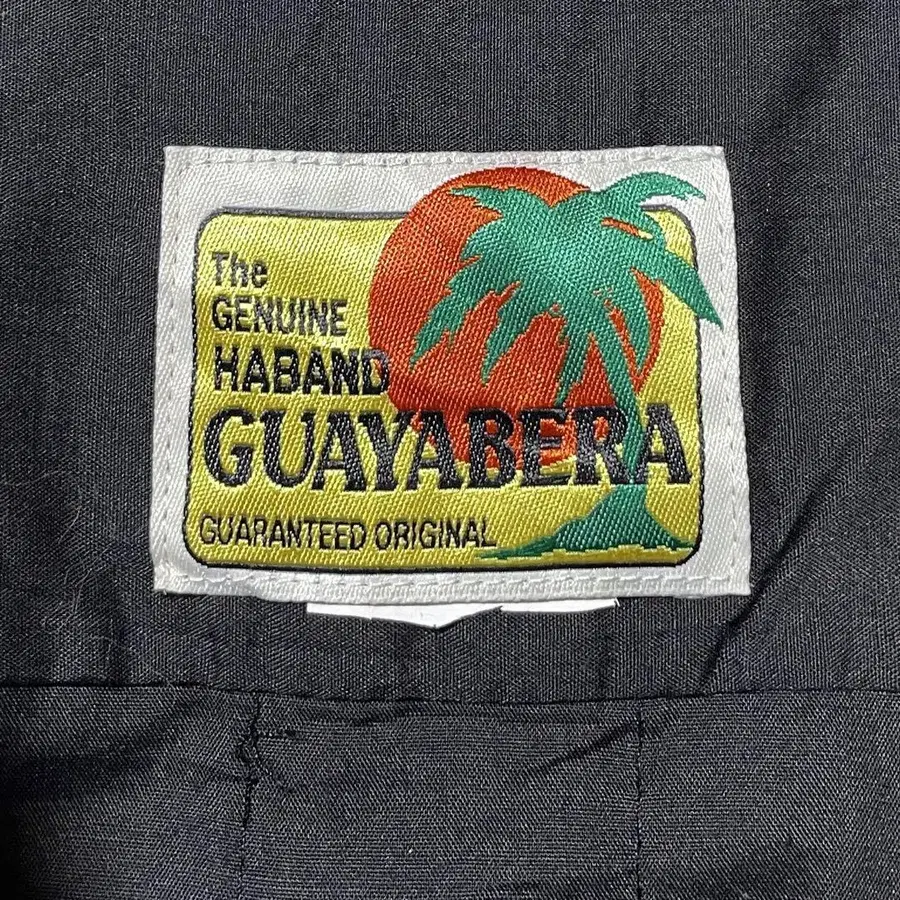 The
GENUINE
HABAND
GUAYABERA
GUARANTEED ORIGINAL